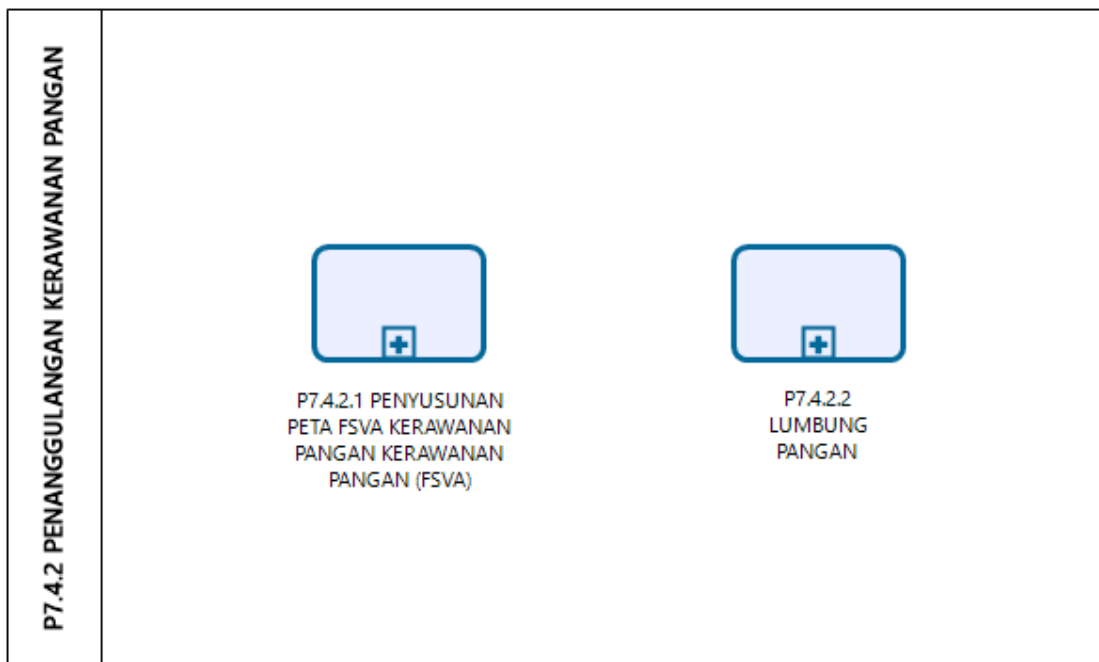 P7.4.2 PENANGGULANGAN KERAWANAN PANGAN
P7.4.2.1 PENYUSUNAN
PETA FSVA KERAWANAN
PANGAN KERAWANAN
PANGAN (FSVA)
P7.4.2.2
LUMBUNG
PANGAN